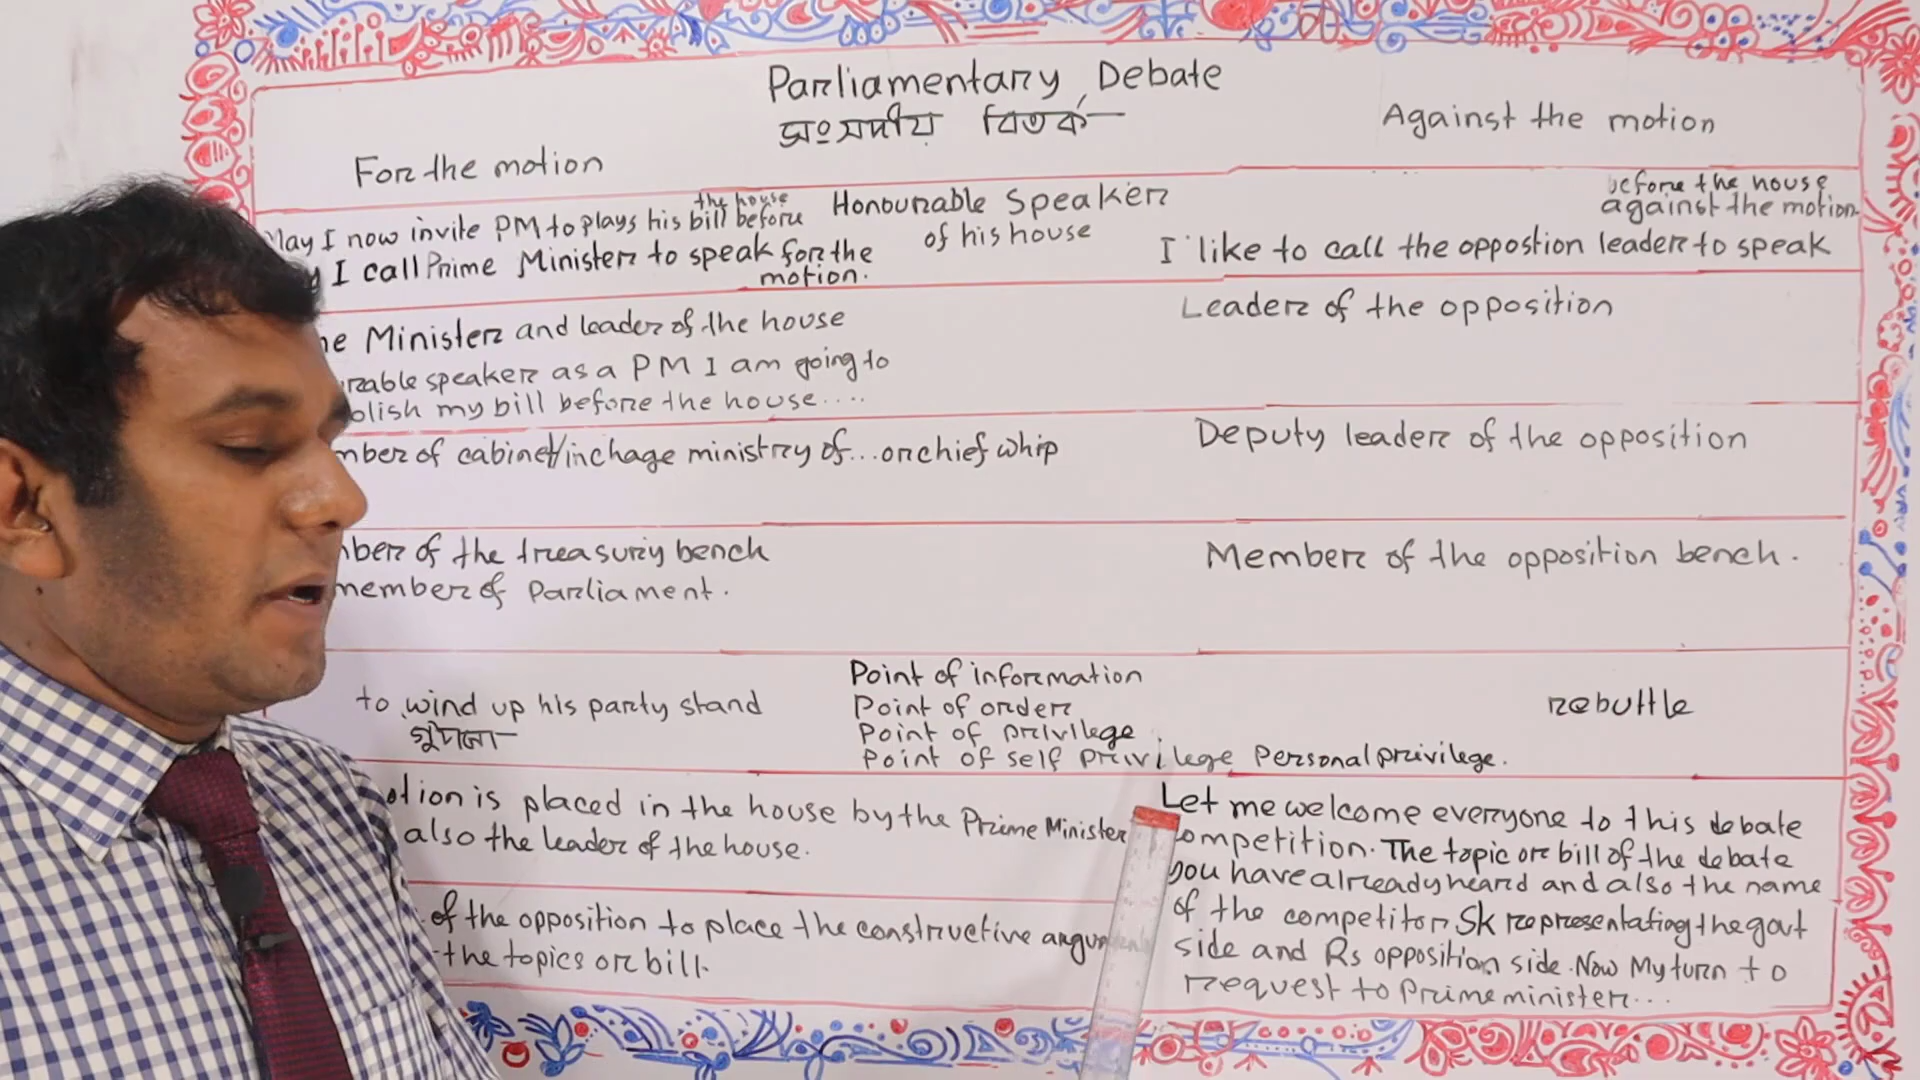 Parliamentary Debate
সংসদীয় বিতর্ক
For the motion
Against the motion
May I now invite PM to plays his bill before
the house
I call Prime Minister to speak for the
motion.
Honourable Speaker
of his house
before the house
against the motion
I like to call the oppostion leader to speak
Minister and leader of the house
speaker as a PM I am going to
my bill before the house....
Leader of the opposition
of cabinet/inchage ministry of...or chief whip
Deputy leader of the opposition
of the treasury bench
member of Parliament.
Member of the opposition bench.
to wind up his party stand
Point of information
Point of order
Point of privilege
Point of self privilege Personal privilege.
rebuttle
is placed in the house by the Prime Minister
also the leader of the house.
of the opposition to place the constructive
the topics or bill.
Let me welcome everyone to this debate
competition. The topic or bill of the debate
you have already heard and also the name
of the competitor Sk representating the govt
side and Rs opposition side. Now My turn to
request to Prime minister...